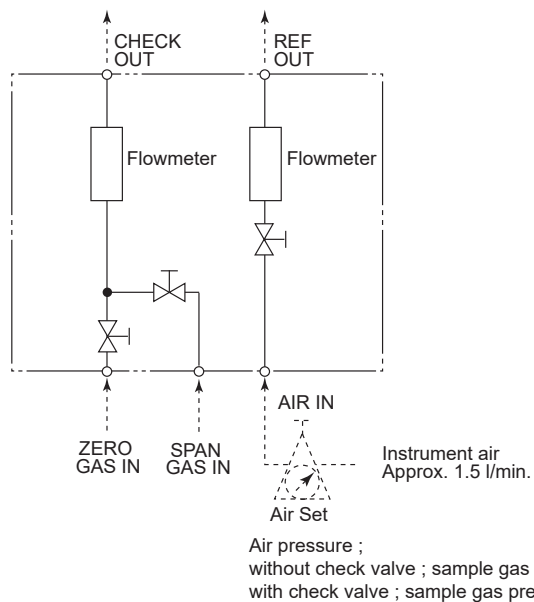 CHECK
OUT
REF
OUT
Flowmeter
Flowmeter
AIR IN
ZERO
GAS IN
SPAN
GAS IN
Instrument air
Approx. 1.5 l/min.
Air Set
Air pressure ;
without check valve ; sample gas
with check valve ; sample gas pre